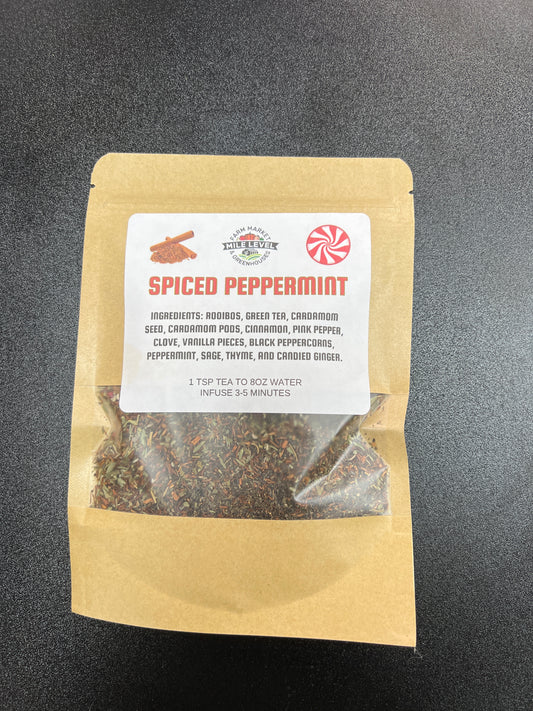 FARM MARKET
MILE LEVEL
& GREENHOUSES
SPICED PEPPERMINT
INGREDIENTS: ROOIBOS, GREEN TEA, CARDAMOM
SEED, CARDAMOM PODS, CINNAMON, PINK PEPPER,
CLOVE, VANILLA PIECES, BLACK PEPPERCORNS,
PEPPERMINT, SAGE, THYME, AND CANDIED GINGER.
1 TSP TEA TO 8OZ WATER
INFUSE 3-5 MINUTES